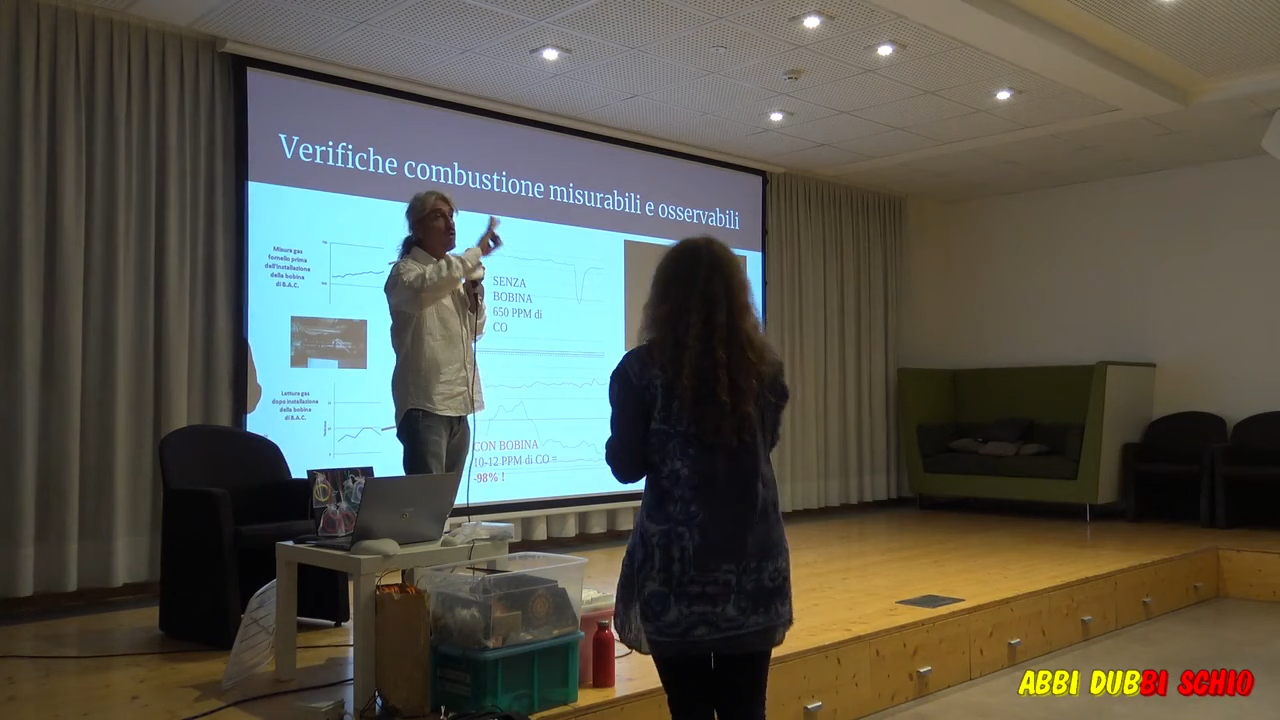 Verifiche combustione misurabili e osservabili
Misura gas
fornello prima
dell'installazione
della bobina
di B.A.C.
SENZA
BOBINA
650 PPM di
CO
Lettura gas
dopo installazione
della bobina
di B.A.C.
CON BOBINA
10-12 PPM di CO =
-98% !
ABBI DUBBI SCHIO